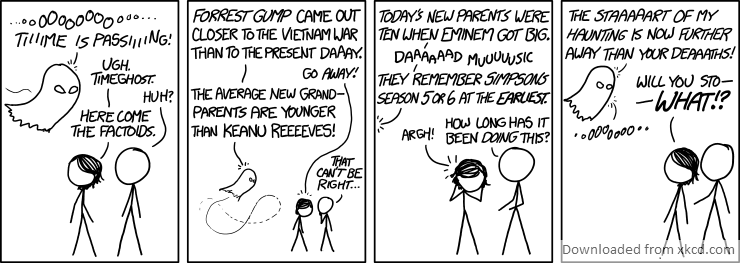 ...ooOOOOoooo...
TIIIIME IS PASSIIIING!
UGH.
TIMEGHOST.
HUH?
HERE COME
THE FACTOIDS.
FORREST GUMP CAME OUT
CLOSER TO THE VIETNAM WAR
THAN TO THE PRESENT DAAAY.
GO AWAY!
THE AVERAGE NEW GRAND-
PARENTS ARE YOUNGER
THAN KEANU REEEEVES!
THAT
CAN'T BE
RIGHT...
TODAY'S NEW PARENTS WERE
TEN WHEN EMINEM GOT BIG.
DAAAAAD MUUUUSIC
THEY REMEMBER SIMPSONS
SEASON 5 OR 6 AT THE EARLIEST.
ARGH!
HOW LONG HAS IT
BEEN DOING THIS?
THE STAAAART OF MY
HAUNTING IS NOW FURTHER
AWAY THAN YOUR DEAAATHS!
WILL YOU STO—
—WHAT!?
..ooOOOooo..
Downloaded from xkcd.com